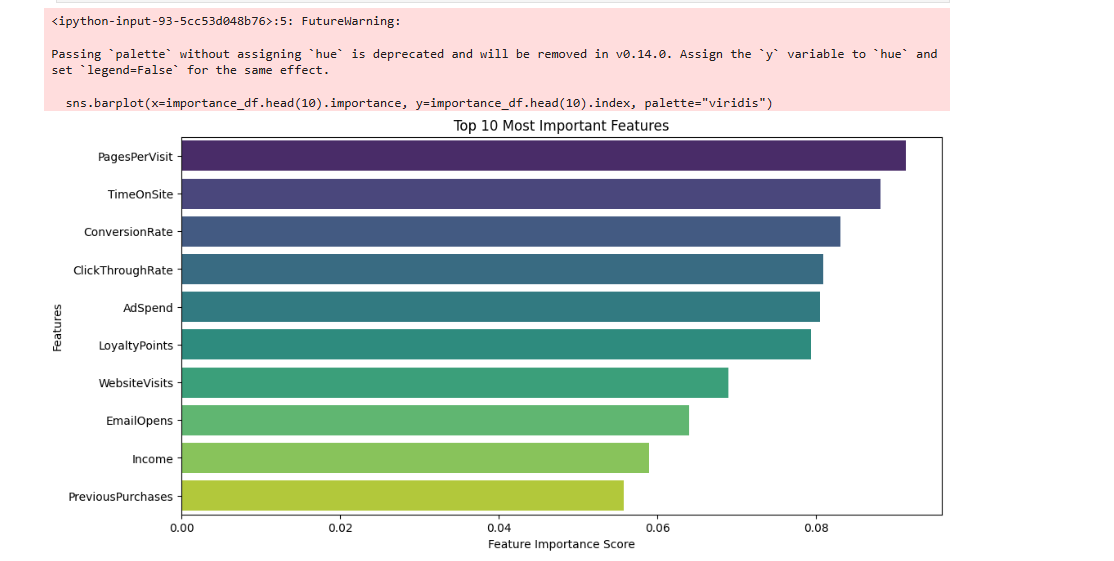 <ipython-input-93-5cc53d048b76>:5: FutureWarning:
Passing `palette` without assigning `hue` is deprecated and will be removed in v0.14.0. Assign the `y` variable to `hue` and
set `legend=False` for the same effect.
sns.barplot(x=importance_df.head(10).importance, y=importance_df.head(10).index, palette="viridis")
Top 10 Most Important Features
PagesPerVisit
TimeOnSite
ConversionRate
ClickThroughRate
AdSpend
LoyaltyPoints
WebsiteVisits
EmailOpens
Income
PreviousPurchases
Features
0.00 0.02 0.04 0.06 0.08
Feature Importance Score